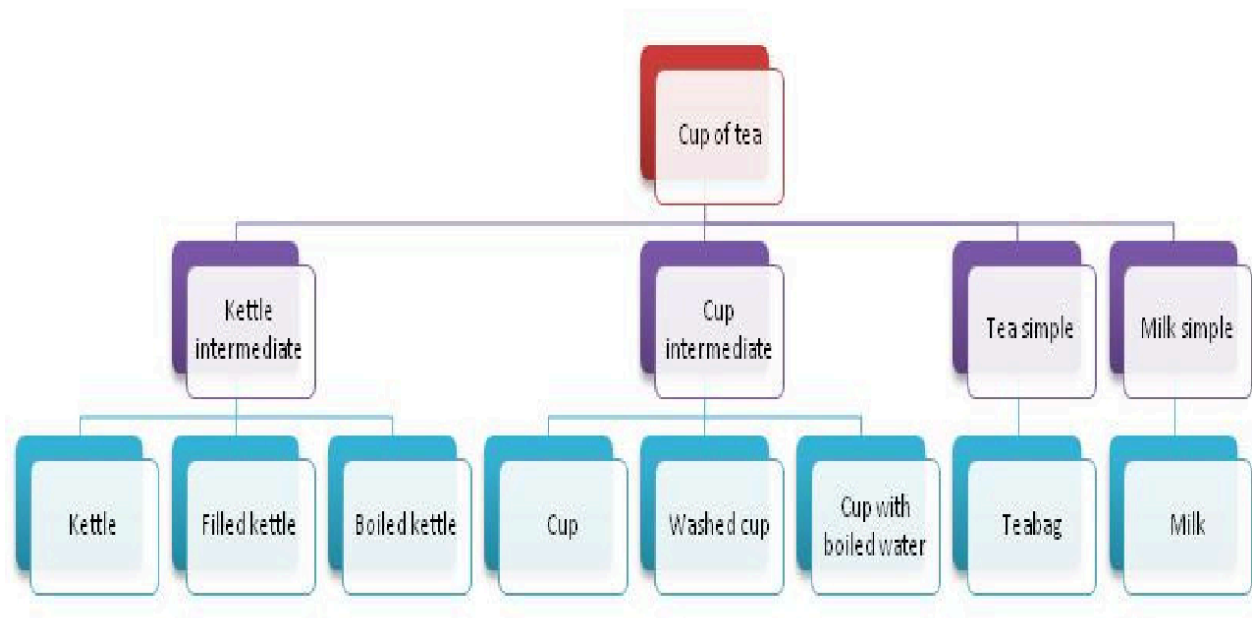 Cup of tea
Kettle
intermediate
Cup
intermediate
Tea simple
Milk simple
Kettle
Filled kettle
Boiled kettle
Cup
Washed cup
Cup with
boiled water
Teabag
Milk